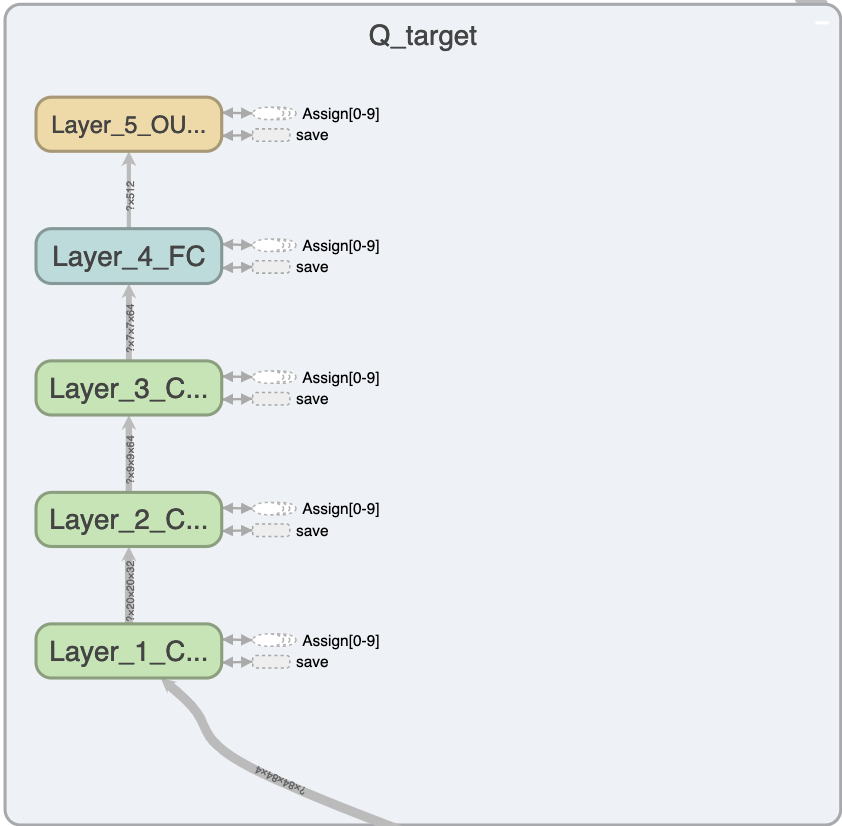 Q_target
Layer_5_OU...
Assign[0-9]
save
?×512
Layer_4_FC
Assign[0-9]
save
?×7×7×64
Layer_3_C...
Assign[0-9]
save
?×9×9×64
Layer_2_C...
Assign[0-9]
save
?×20×20×32
Layer_1_C...
Assign[0-9]
save
?×84×84×4